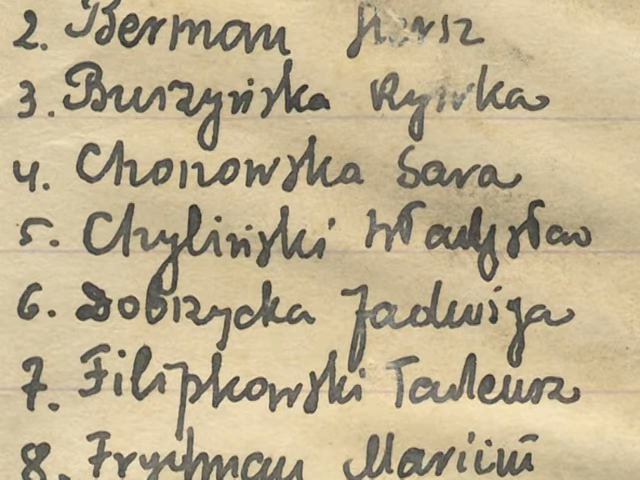 2. Berman Hersz
3. Buszyńska Rywka
4. Chonowska Sara
5. Chyliński Władysław
6. Dobrzycka Jadwiga
7. Filipkowski Tadeusz
8. Frydman